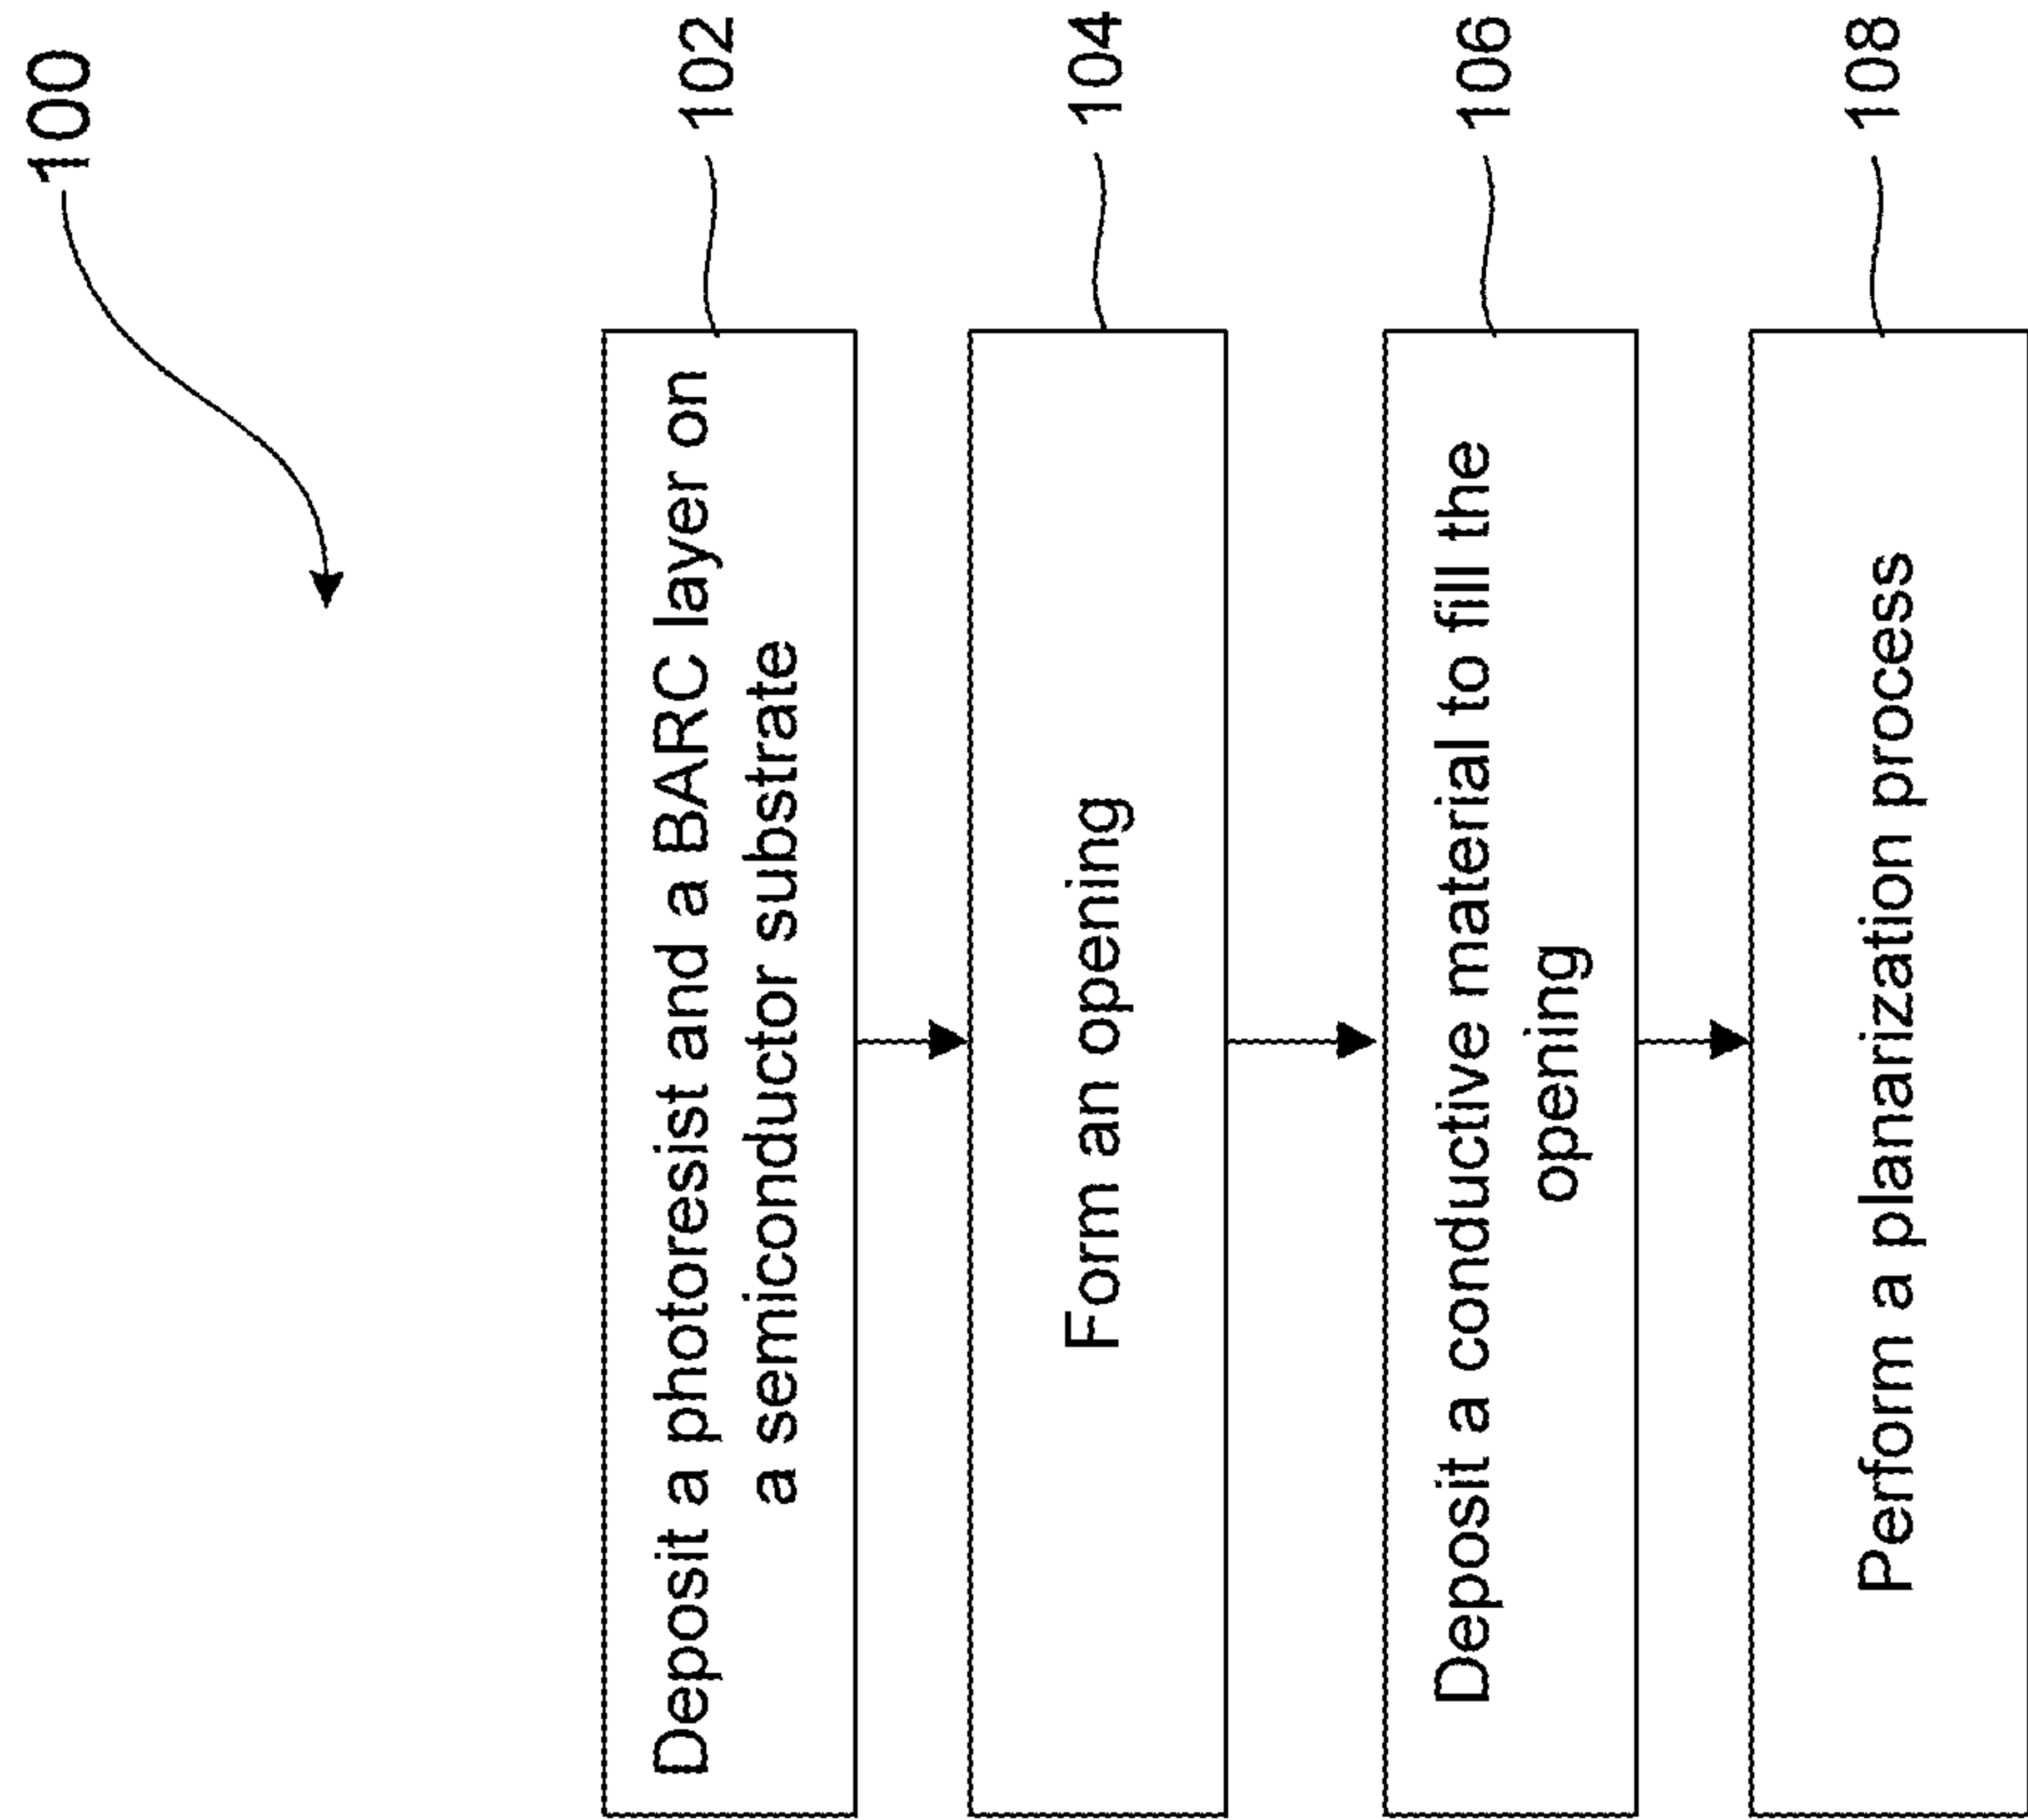 100
Deposit a photoresist and a BARC layer on
a semiconductor substrate
102
Form an opening
104
Deposit a conductive material to fill the
opening
106
Perform a planarization process
108